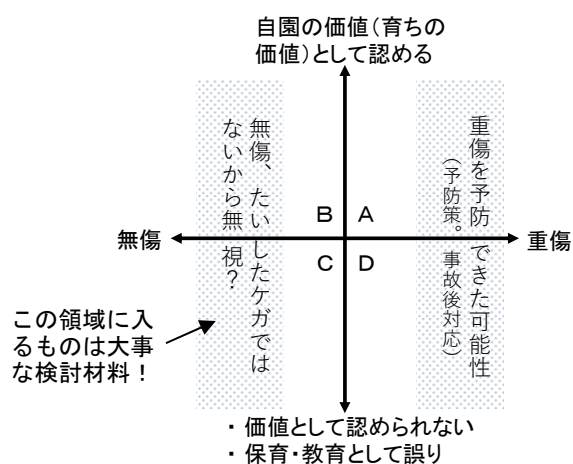 自園の価値（育ちの
価値）として認める
無傷、たいしたケガでは
ないから無視？
重傷を予防できた可能性
（予防策。事故後対応）
B A
無傷
重傷
C D
この領域に入
るものは大事
な検討材料！
・価値として認められない
・保育・教育として誤り